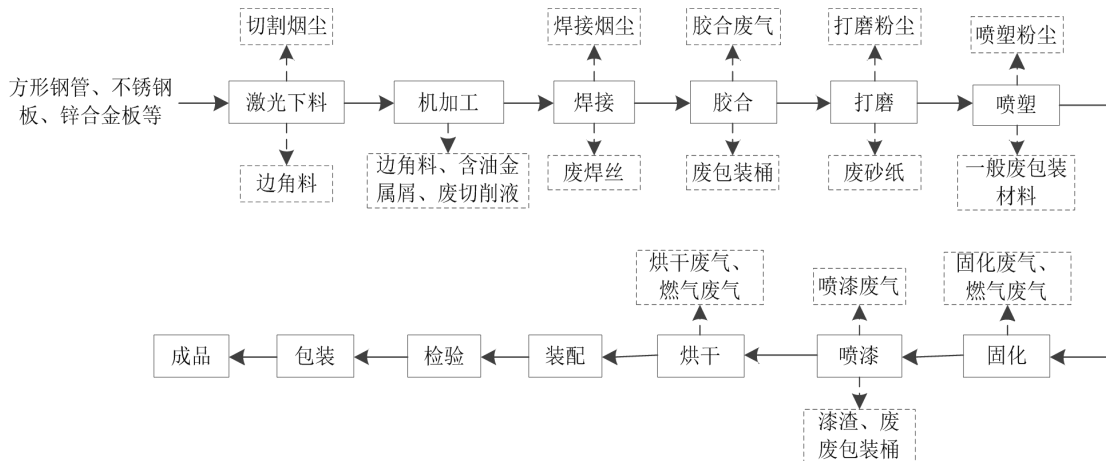 切割烟尘
焊接烟尘
胶合废气
打磨粉尘
喷塑粉尘
方形钢管、不锈钢
板、锌合金板等
激光下料
机加工
焊接
胶合
打磨
喷塑
边角料
边角料、含油金
属屑、废切削液
废焊丝
废包装桶
废砂纸
一般废包装
材料
烘干废气、
燃气废气
喷漆废气
固化废气、
燃气废气
成品
包装
检验
装配
烘干
喷漆
固化
漆渣、废
废包装桶